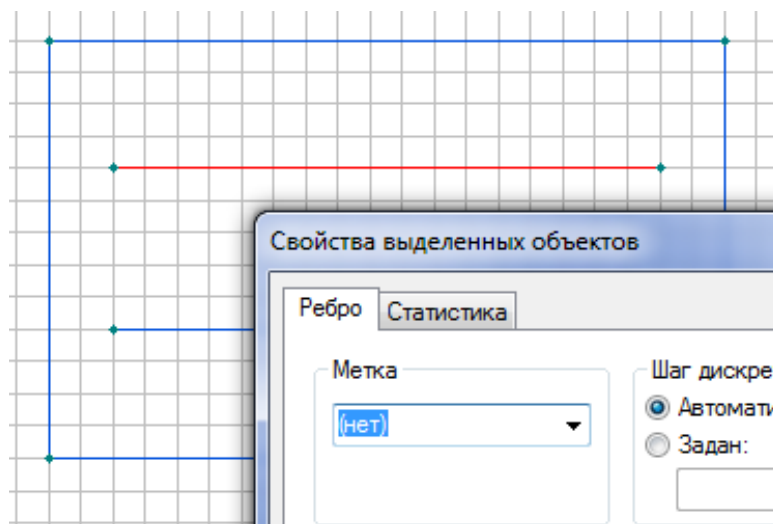 Свойства выделенных объектов
Ребро
Статистика
Метка
(нет)
Шаг дискре
Автомати
Задан: